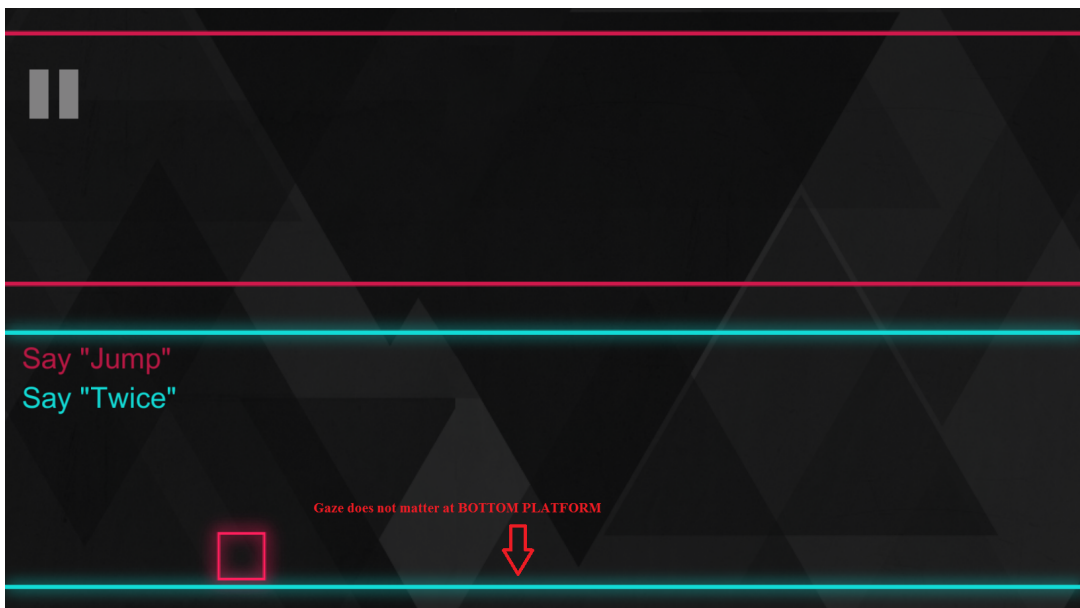 Say "Jump"
Say "Twice"
Gaze does not matter at BOTTOM PLATFORM